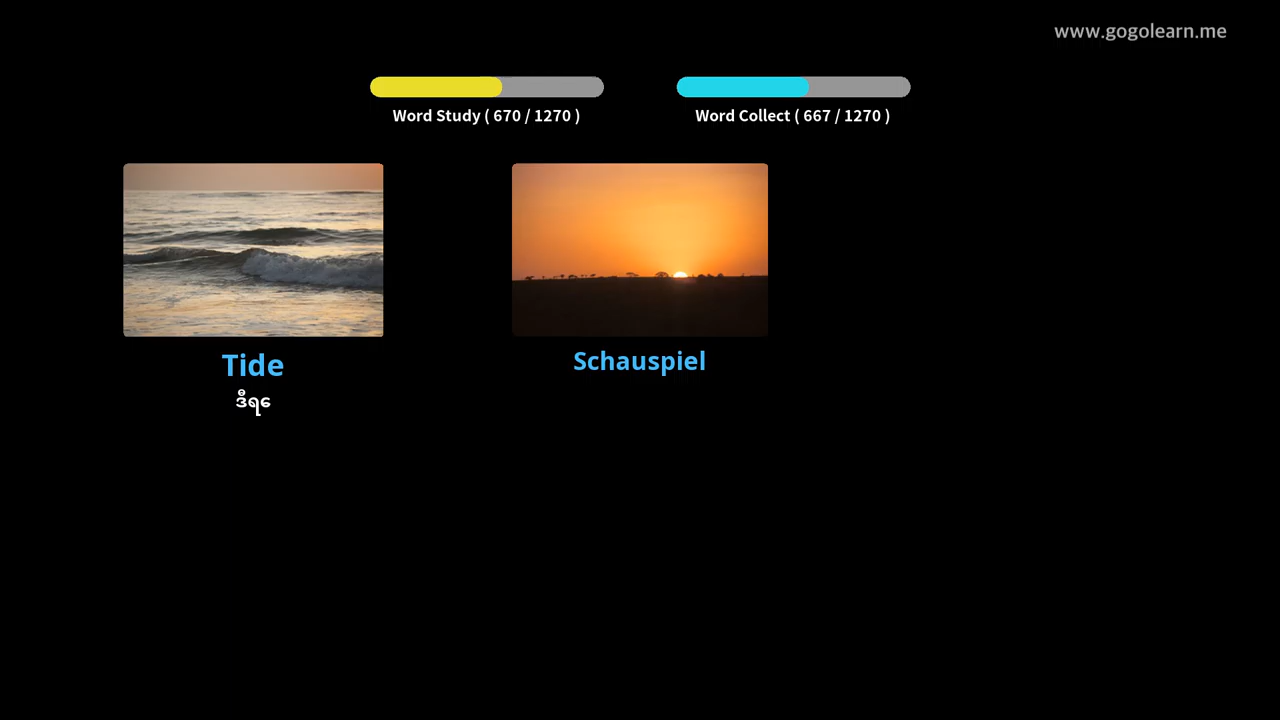 www.gogolearn.me
Word Study ( 670 / 1270 )
Word Collect ( 667 / 1270 )
Tide
ဒီရေ
Schauspiel